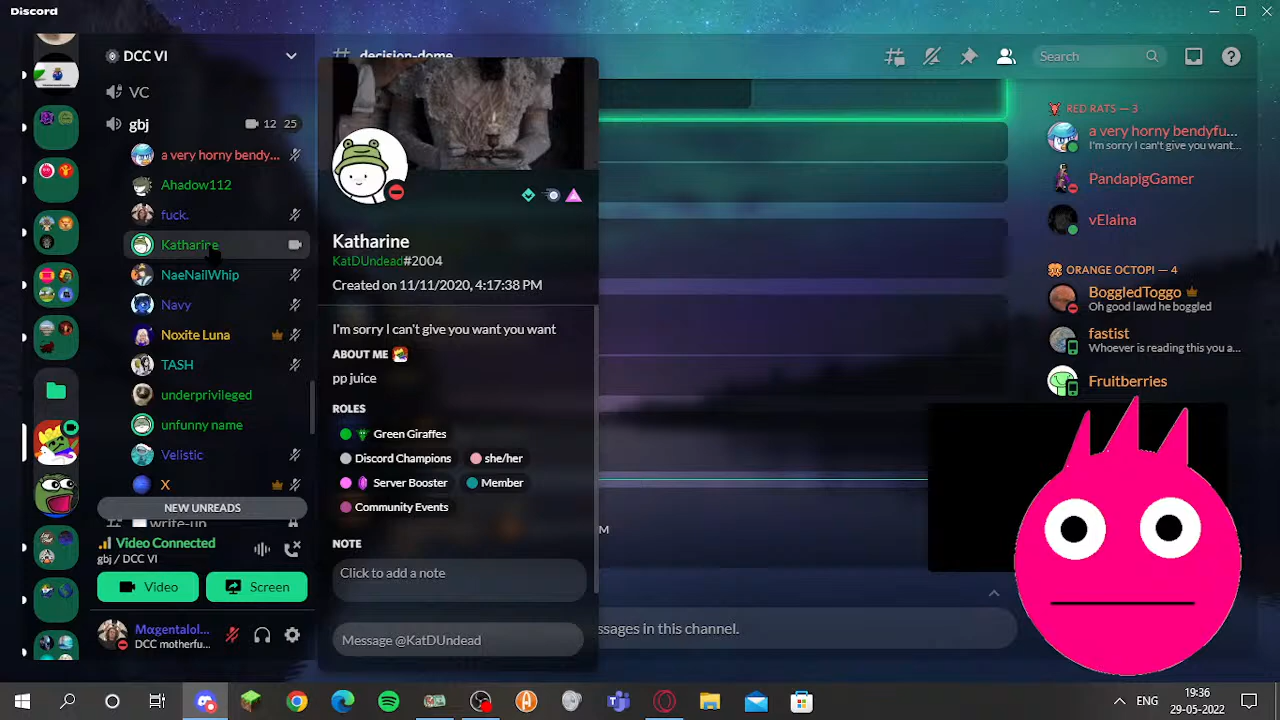 Discord
DCC VI
# decision-dome
Search
VC
gbj
12 25
a very horny bendy...
Ahadow112
fuck.
Katharine
NaeNailWhip
Navy
Noxite Luna
TASH
underprivileged
unfunny name
Velistic
X
NEW UNREADS
write-up
Video Connected
gbj / DCC VI
Video
Screen
Mαgentalol...
DCC motherfu...
Katharine
KatDUndead#2004
Created on 11/11/2020, 4:17:38 PM
I'm sorry I can't give you want you want
ABOUT ME
pp juice
ROLES
Green Giraffes
Discord Champions
she/her
Server Booster
Member
Community Events
NOTE
Click to add a note
Message @KatDUndead
M
ssages in this channel.
RED RATS — 3
a very horny bendyfu...
I'm sorry I can't give you want...
PandapigGamer
vElaina
ORANGE OCTOPI — 4
BoggledToggo
Oh good lawd he boggled
fastist
Whoever is reading this you a...
Fruitberries
ENG
19:36
29-05-2022